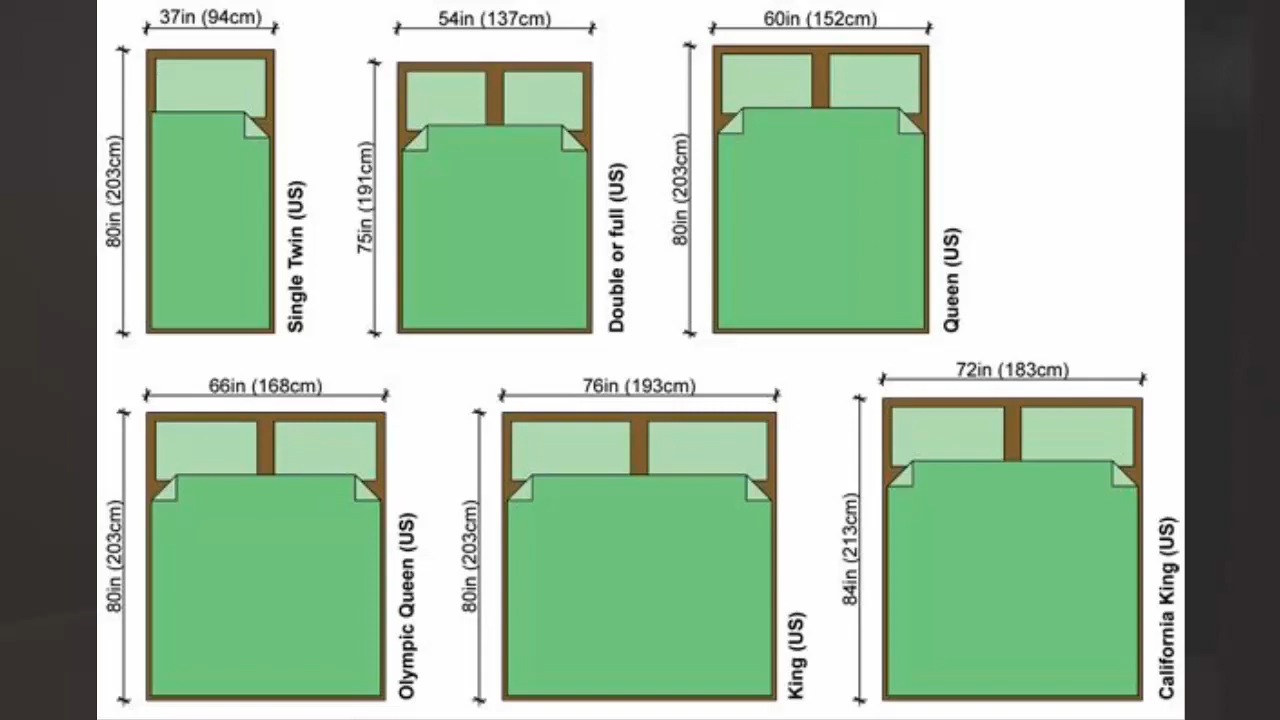 37in (94cm)
80in (203cm)
Single Twin (US)
54in (137cm)
75in (191cm)
Double or full (US)
60in (152cm)
80in (203cm)
Queen (US)
66in (168cm)
80in (203cm)
Olympic Queen (US)
76in (193cm)
80in (203cm)
King (US)
72in (183cm)
84in (213cm)
California King (US)